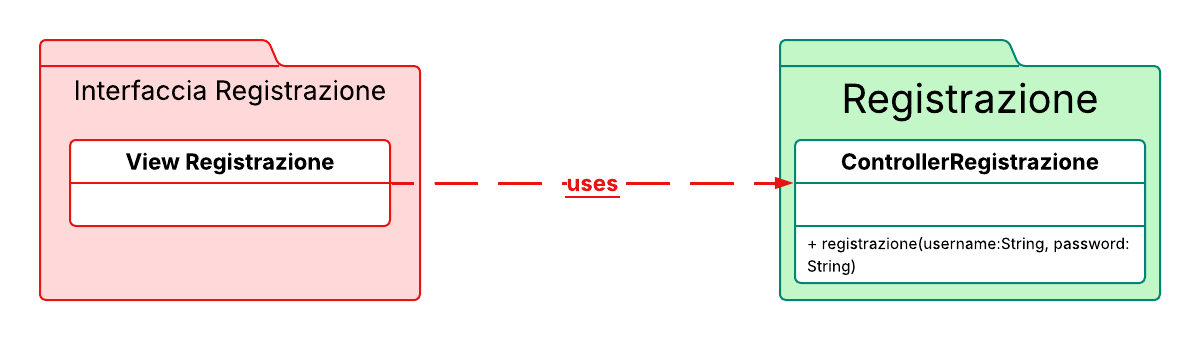 Interfaccia Registrazione
View Registrazione
uses
Registrazione
ControllerRegistrazione
+ registrazione(username:String, password:
String)